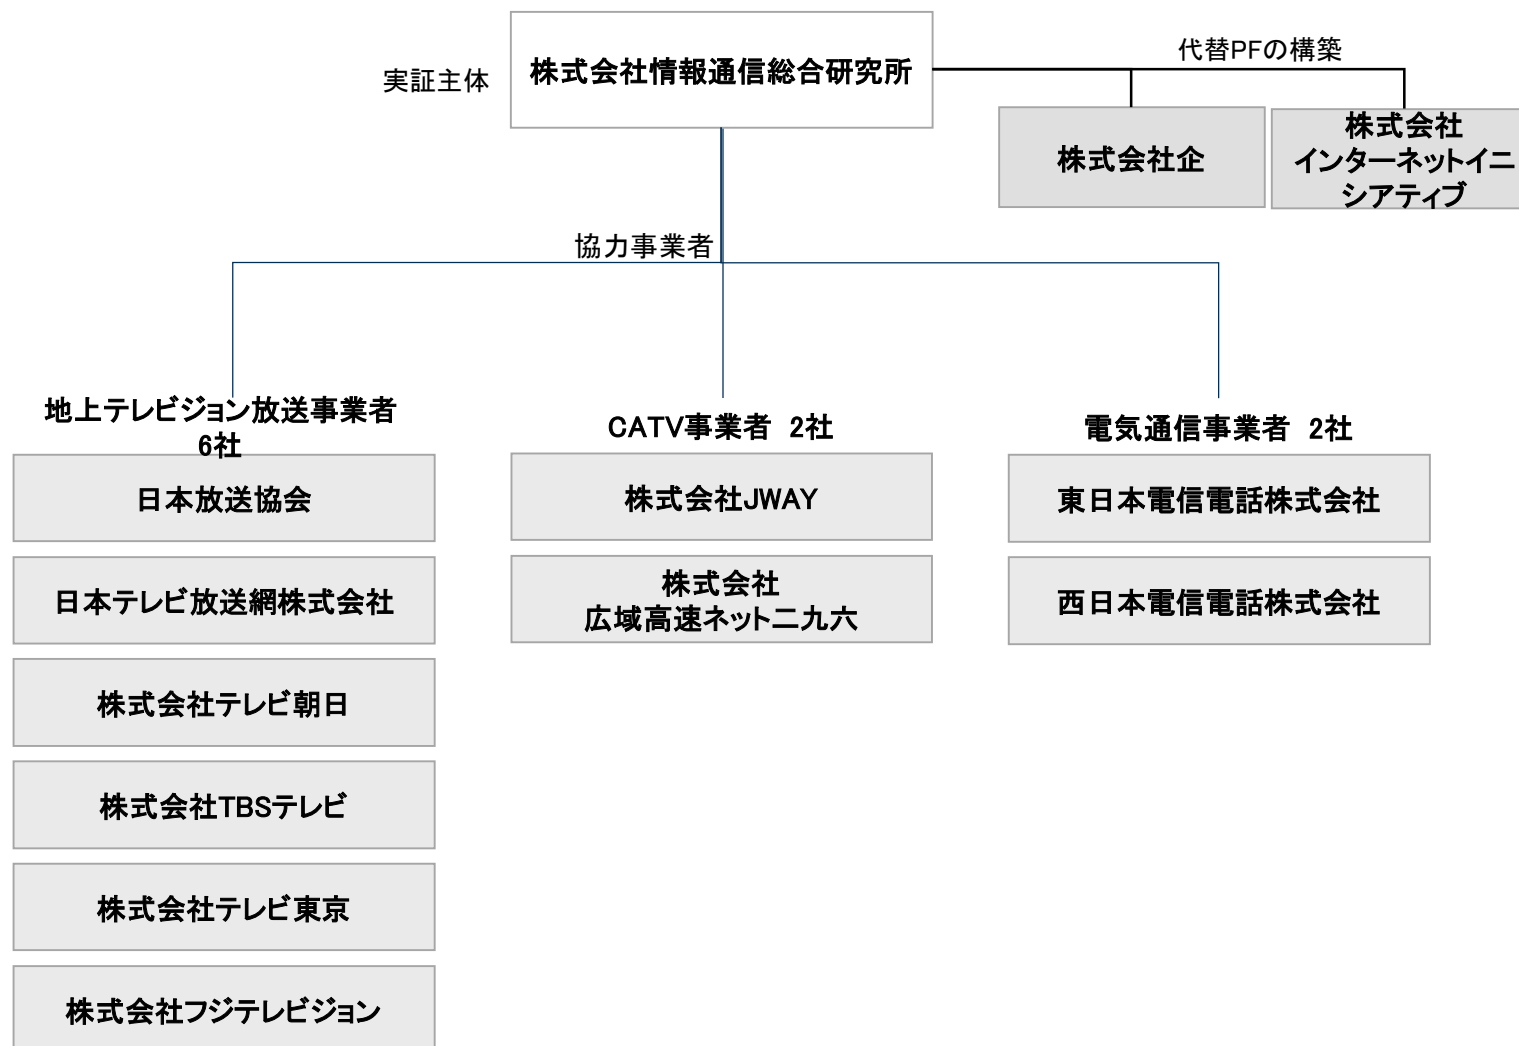 実証主体
株式会社情報通信総合研究所
代替PFの構築
株式会社企
株式会社
インターネットイニ
シアティブ
協力事業者
地上テレビジョン放送事業者
6社
日本放送協会
日本テレビ放送網株式会社
株式会社テレビ朝日
株式会社TBSテレビ
株式会社テレビ東京
株式会社フジテレビジョン
CATV事業者 2社
株式会社JWAY
株式会社
広域高速ネット二九六
電気通信事業者 2社
東日本電信電話株式会社
西日本電信電話株式会社